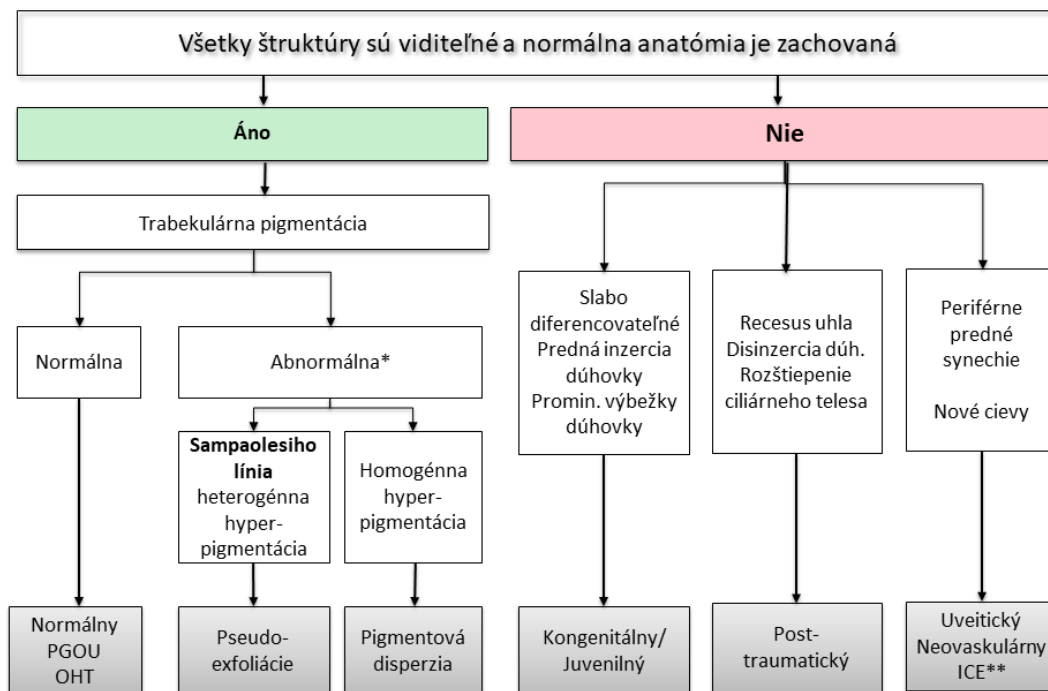 Všetky štruktúry sú viditeľné a normálna anatómia je zachovaná
Áno
Nie
Trabekulárna pigmentácia
Normálna
Abnormálna*
Sampaolesiho
línia
heterogénna
hyper-
pigmentácia
Homogénna
hyper-
pigmentácia
Slabo
diferencovateľné
Predná inzercia
dúhovky
Promin. výbežky
dúhovky
Recesus uhla
Disinzercia dúh.
Rozštiepenie
ciliárneho telesa
Periférne
predné
synechie
Nové cievy
Normálny
PGOU
OHT
Pseudo-
exfoliácie
Pigmentová
disperzia
Kongenitálny/
Juvenilný
Post-
traumatický
Uveitický
Neovaskulárny
ICE**